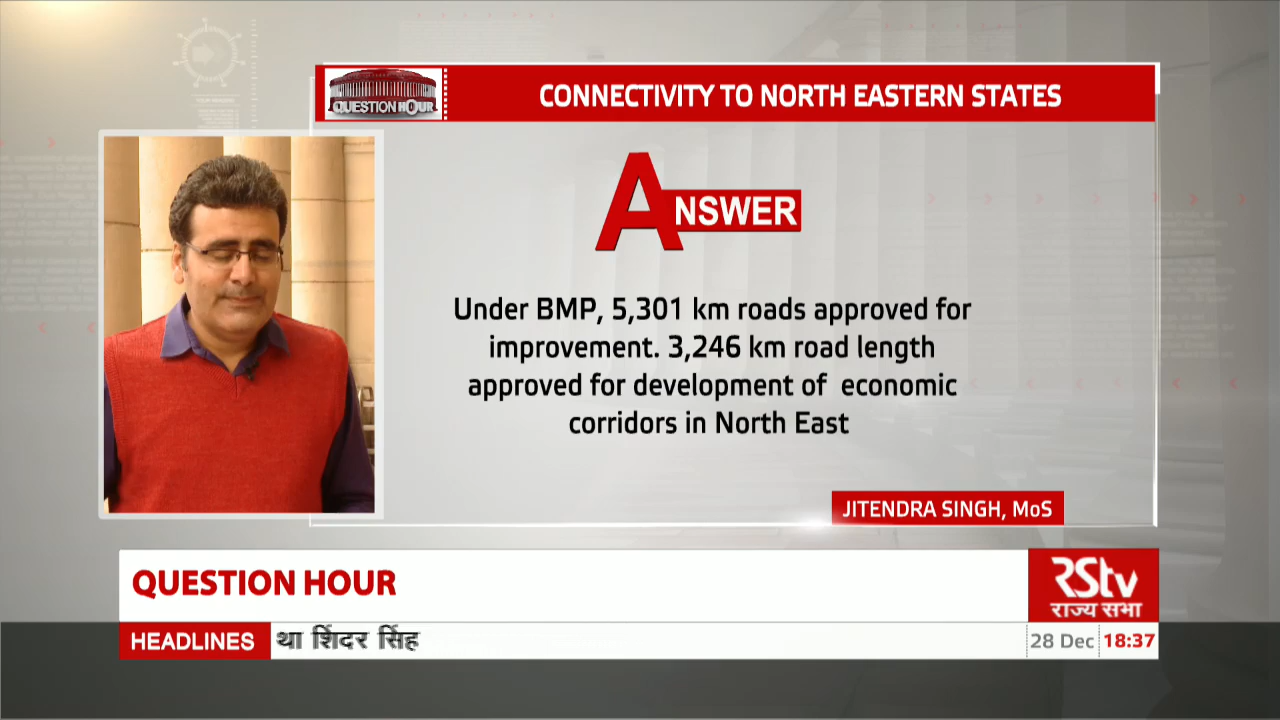 QUESTION HOUR
CONNECTIVITY TO NORTH EASTERN STATES
ANSWER
Under BMP, 5,301 km roads approved for
improvement. 3,246 km road length
approved for development of economic
corridors in North East
JITENDRA SINGH, MoS
QUESTION HOUR
RStv
राज्य सभा
HEADLINES
था शिंदर सिंह
28 Dec 18:37